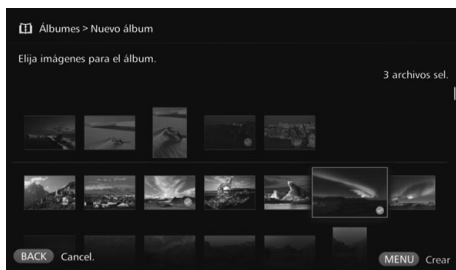 Álbumes > Nuevo álbum
Elija imágenes para el álbum.
3 archivos sel.
BACK Cancel.
MENU Crear